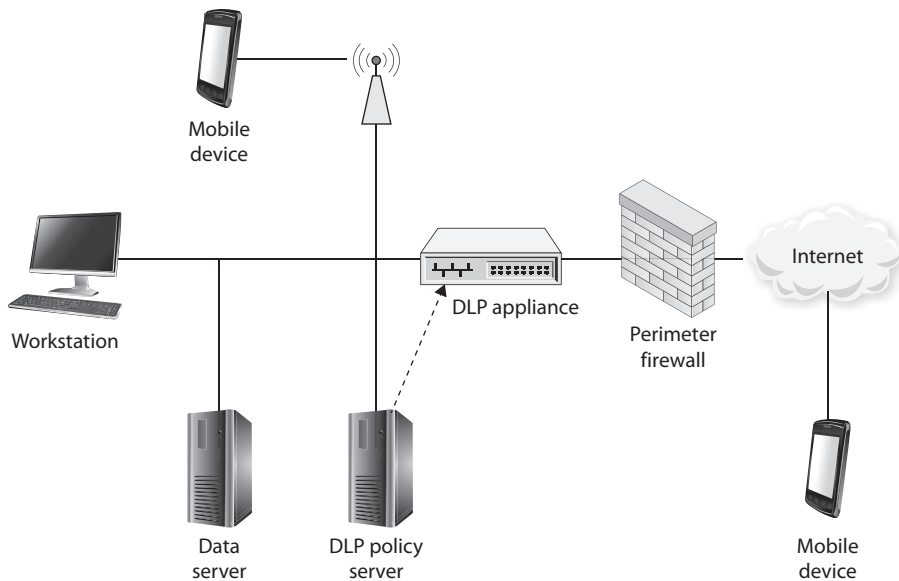 Mobile
device
Internet
DLP appliance
Workstation
Perimeter
firewall
Data
server
DLP policy
server
Mobile
device